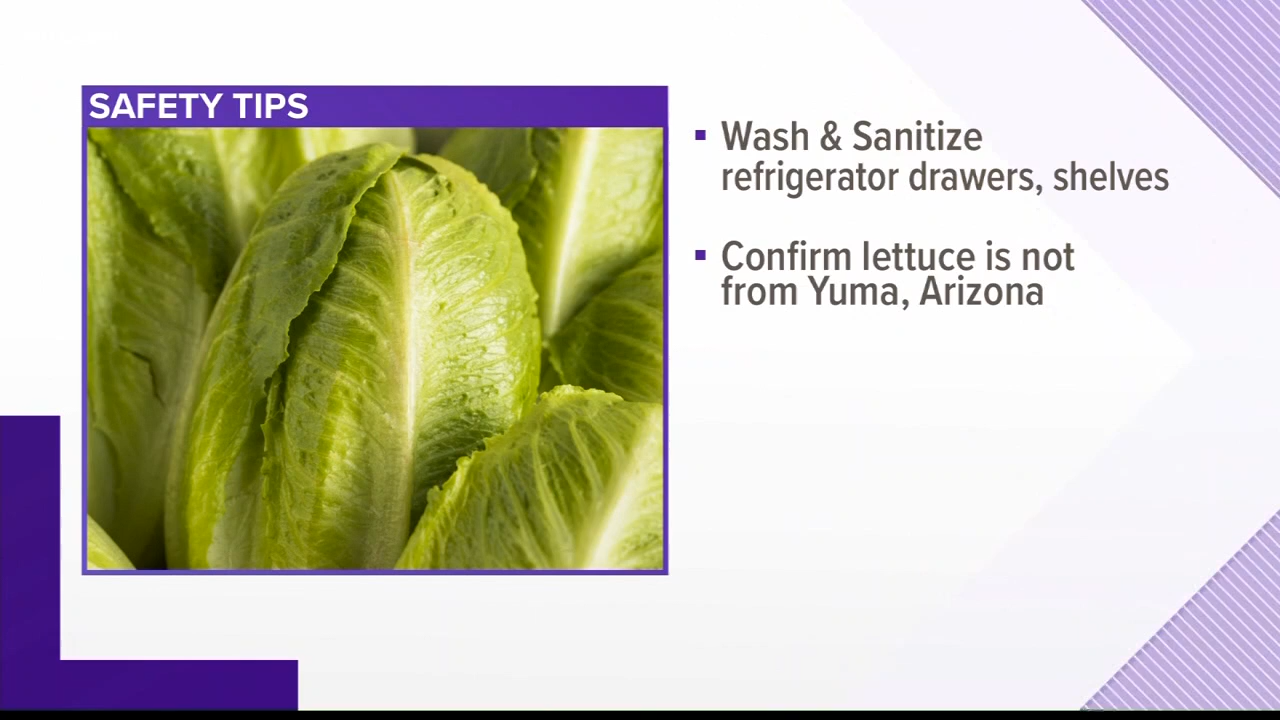 SAFETY TIPS
▪ Wash & Sanitize
refrigerator drawers, shelves
▪ Confirm lettuce is not
from Yuma, Arizona